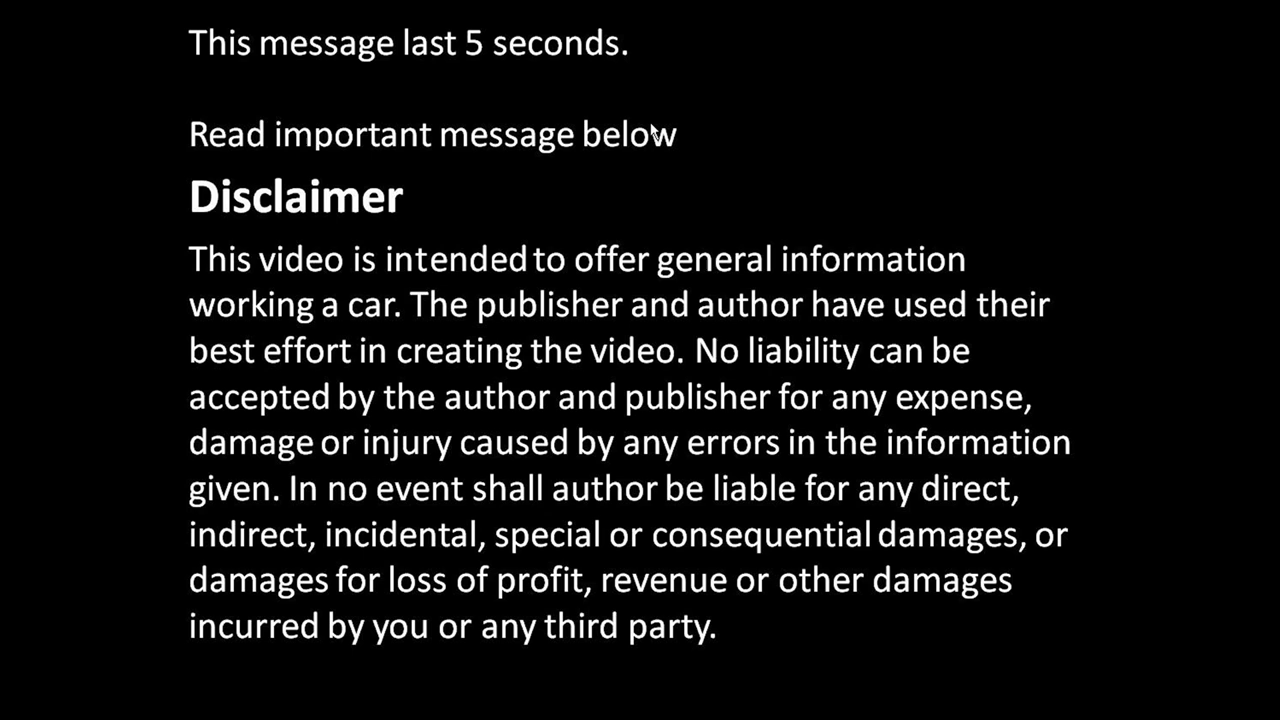 This message last 5 seconds.
Read important message below
Disclaimer
This video is intended to offer general information
working a car. The publisher and author have used their
best effort in creating the video. No liability can be
accepted by the author and publisher for any expense,
damage or injury caused by any errors in the information
given. In no event shall author be liable for any direct,
indirect, incidental, special or consequential damages, or
damages for loss of profit, revenue or other damages
incurred by you or any third party.